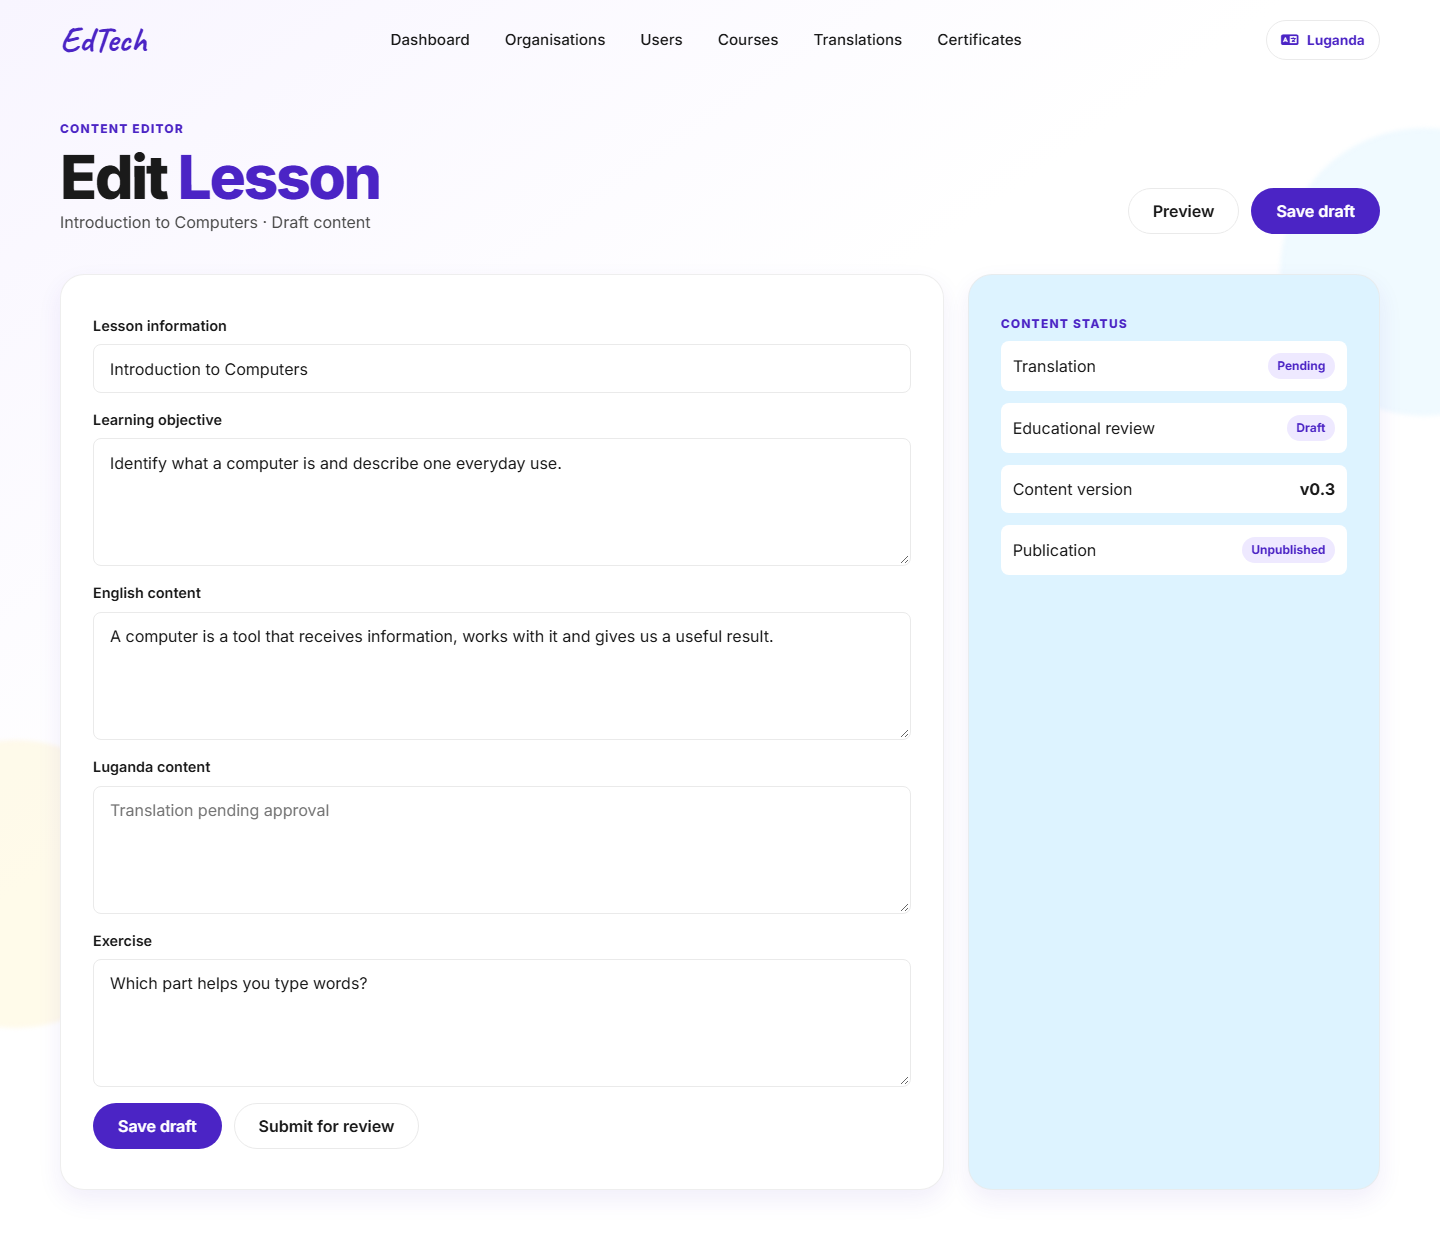 EdTech
Dashboard
Organisations
Users
Courses
Translations
Certificates
Luganda
CONTENT EDITOR
Edit Lesson
Introduction to Computers · Draft content
Preview
Save draft
Lesson information
Introduction to Computers
Learning objective
Identify what a computer is and describe one everyday use.
English content
A computer is a tool that receives information, works with it and gives us a useful result.
Luganda content
Translation pending approval
Exercise
Which part helps you type words?
Save draft
Submit for review
CONTENT STATUS
Translation
Pending
Educational review
Draft
Content version
v0.3
Publication
Unpublished